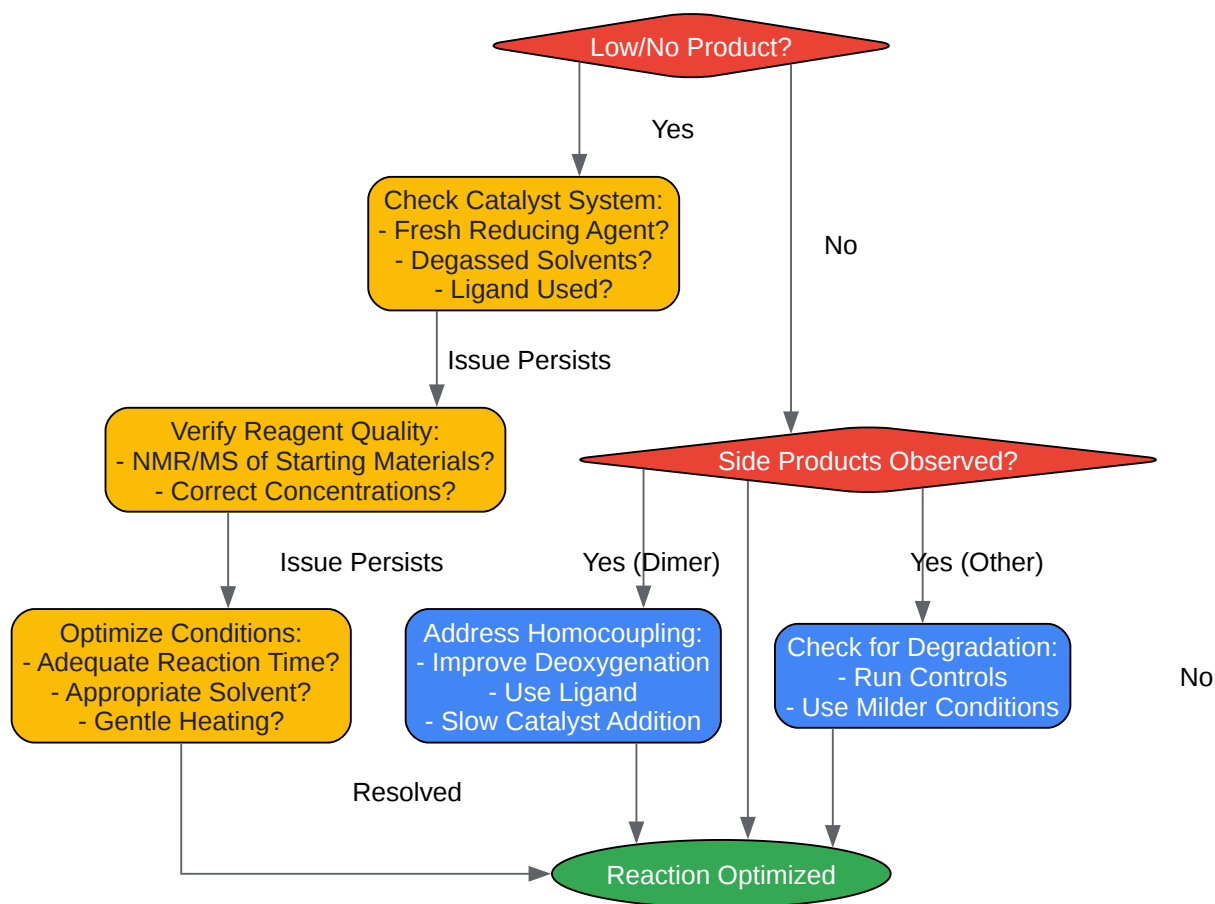 Low/No Product?
Yes
Check Catalyst System:
- Fresh Reducing Agent?
- Degassed Solvents?
- Ligand Used?
No
Issue Persists
Verify Reagent Quality:
- NMR/MS of Starting Materials?
- Correct Concentrations?
Side Products Observed?
Issue Persists
Yes (Dimer)
Yes (Other)
Optimize Conditions:
- Adequate Reaction Time?
- Appropriate Solvent?
- Gentle Heating?
Address Homocoupling:
- Improve Deoxygenation
- Use Ligand
- Slow Catalyst Addition
Check for Degradation:
- Run Controls
- Use Milder Conditions
No
Resolved
Reaction Optimized